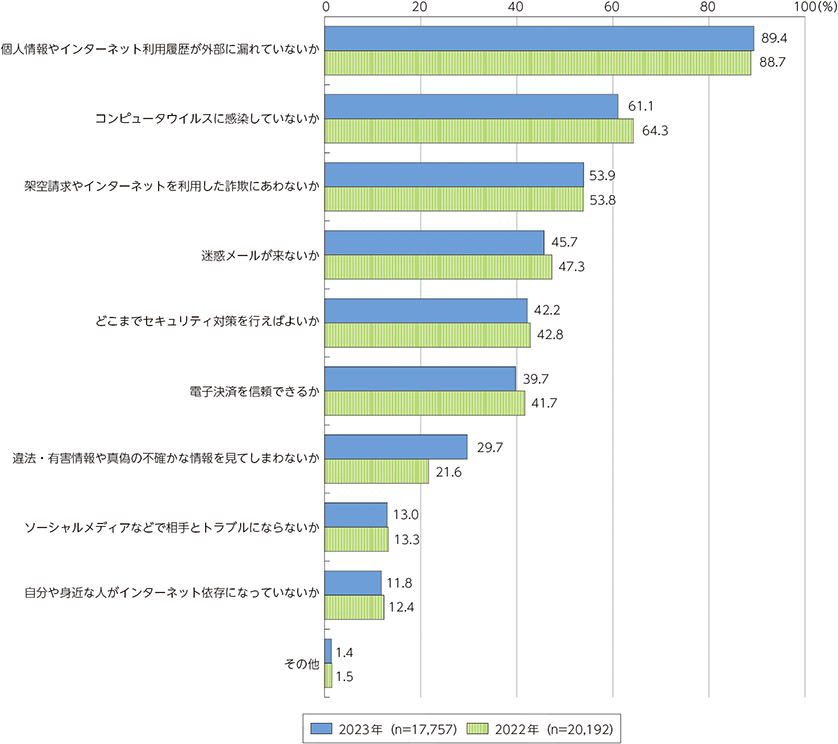 0 20 40 60 80 100(%)
個人情報やインターネット利用履歴が外部に漏れていないか
89.4
88.7
コンピュータウイルスに感染していないか
61.1
64.3
架空請求やインターネットを利用した詐欺にあわないか
53.9
53.8
迷惑メールが来ないか
45.7
47.3
どこまでセキュリティ対策を行えばよいか
42.2
42.8
電子決済を信頼できるか
39.7
41.7
違法・有害情報や真偽の不確かな情報を見てしまわないか
29.7
21.6
ソーシャルメディアなどで相手とトラブルにならないか
13.0
13.3
自分や身近な人がインターネット依存になっていないか
11.8
12.4
その他
1.4
1.5
2023年 (n=17,757) 2022年 (n=20,192)